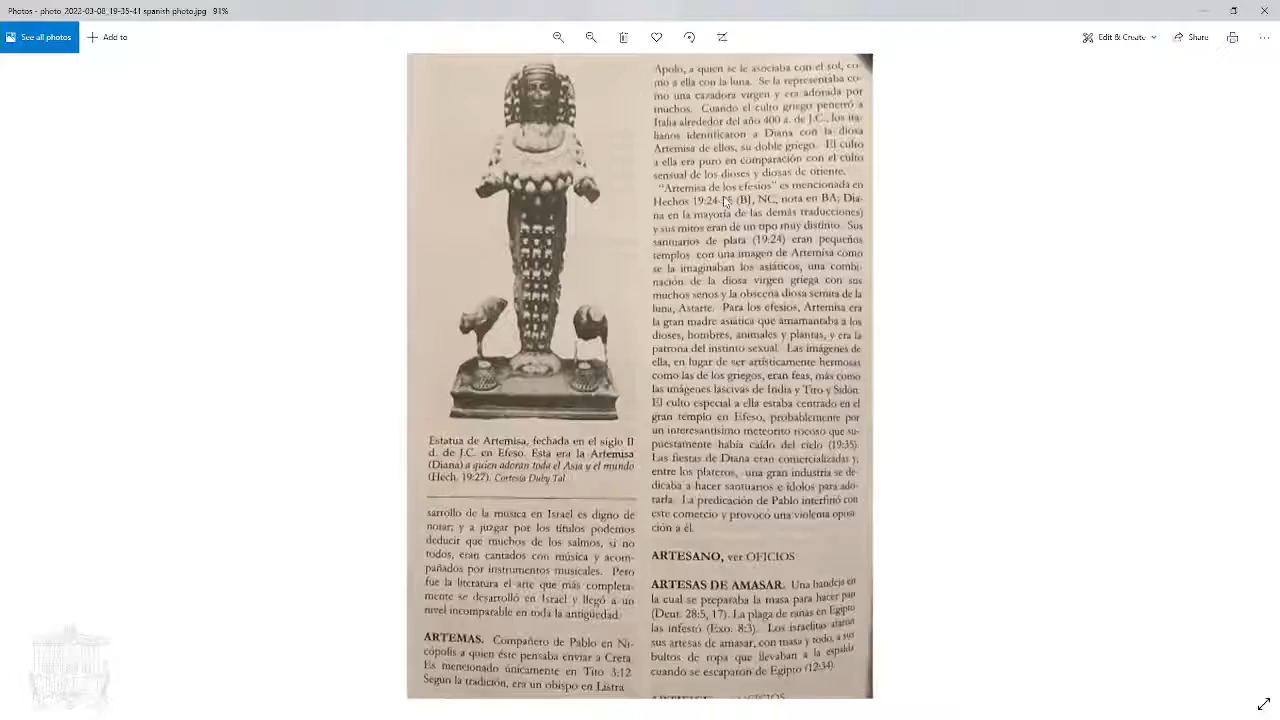 Photos - photo_2022-03-08_19-35-41 spanish photo.jpg 91%
See all photos
Add to
Edit & Create
Share
Estatua de Artemisa, fechada en el siglo II
d. de J.C. en Efeso. Esta era la Artemisa
(Diana) a quien adoran toda el Asia y el mundo
(Hech. 19:27). Cortesía Duby Tal
sarrollo de la música en Israel es digno de
notar; y a juzgar por los títulos podemos
deducir que muchos de los salmos, si no
todos, eran cantados con música y acom-
pañados por instrumentos musicales. Pero
fue la literatura el arte que más completa-
mente se desarrolló en Israel y llegó a un
nivel incomparable en toda la antigüedad.
ARTEMAS. Compañero de Pablo en Ni-
cópolis a quien éste pensaba enviar a Creta.
Es mencionado únicamente en Tito 3:12.
Según la tradición, era un obispo en Listra
Apolo, a quien se le asociaba con el sol, co-
mo a ella con la luna. Se la representaba co-
mo una cazadora virgen y era adorada por
muchos. Cuando el culto griego penetró a
Italia alrededor del año 400 a. de J.C., los ita-
lianos identificaron a Diana con la diosa
Artemisa de ellos, su doble griego. El culto
a ella era puro en comparación con el culto
sensual de los dioses y diosas de oriente.
"Artemisa de los efesios" es mencionada en
Hechos 19:24-35 (BJ, NC, nota en BA; Dia-
na en la mayoría de las demás traducciones)
y sus mitos eran de un tipo muy distinto. Sus
santuarios de plata (19:24) eran pequeños
templos con una imagen de Artemisa como
se la imaginaban los asiáticos, una combi-
nación de la diosa virgen griega con sus
muchos senos y la obscena diosa semita de la
luna, Astarte. Para los efesios, Artemisa era
la gran madre asiática que amamantaba a los
dioses, hombres, animales y plantas, y era la
patrona del instinto sexual. Las imágenes de
ella, en lugar de ser artísticamente hermosas
como las de los griegos, eran feas, más como
las imágenes lascivas de India y Tiro y Sidón.
El culto especial a ella estaba centrado en el
gran templo en Efeso, probablemente por
un interesantísimo meteorito rocoso que su-
puestamente había caído del cielo (19:35).
Las fiestas de Diana eran comercializadas y,
entre los plateros, una gran industria se de-
dicaba a hacer santuarios e ídolos para ado-
rarla. La predicación de Pablo interfirió con
este comercio y provocó una violenta oposi-
ción a él.
ARTESANO, ver OFICIOS
ARTESAS DE AMASAR. Una bandeja en
la cual se preparaba la masa para hacer pan
(Deut. 28:5, 17). La plaga de ranas en Egipto
las infestó (Exo. 8:3). Los israelitas ataron
sus artesas de amasar, con masa y todo, a sus
bultos de ropa que llevaban a la espalda
cuando se escaparon de Egipto (12:34).